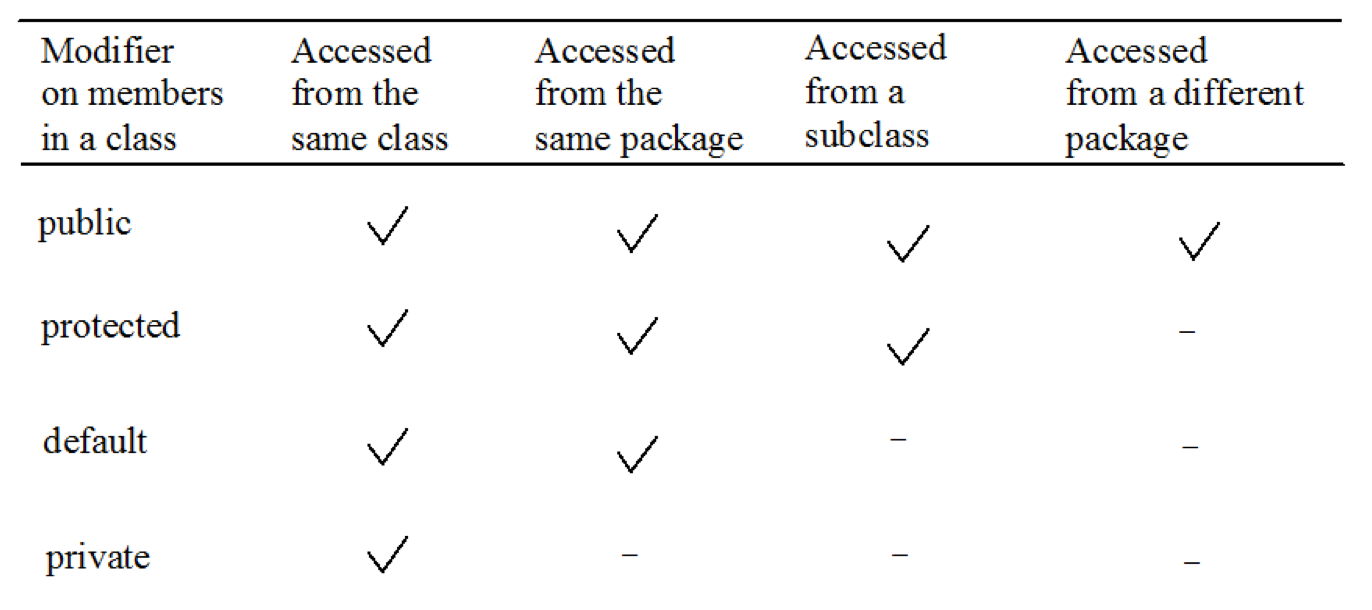 Modifier
on members
in a class
Accessed
from the
same class
Accessed
from the
same package
Accessed
from a
subclass
Accessed
from a different
package
public ✓ ✓ ✓ ✓
protected ✓ ✓ ✓ –
default ✓ ✓ – –
private ✓ – – –